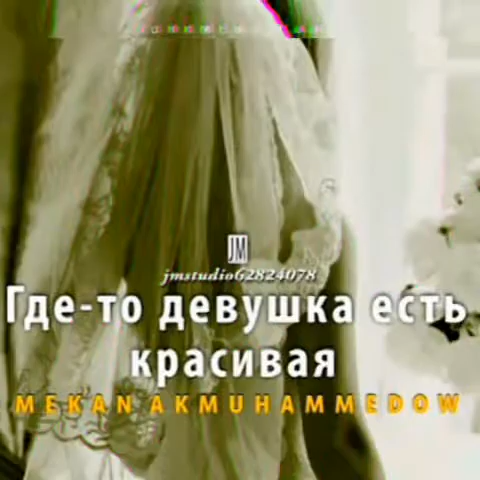 JM
jmstudio62824078
Где-то девушка есть
красивая
MEKAN AKMUHAMMEDOW